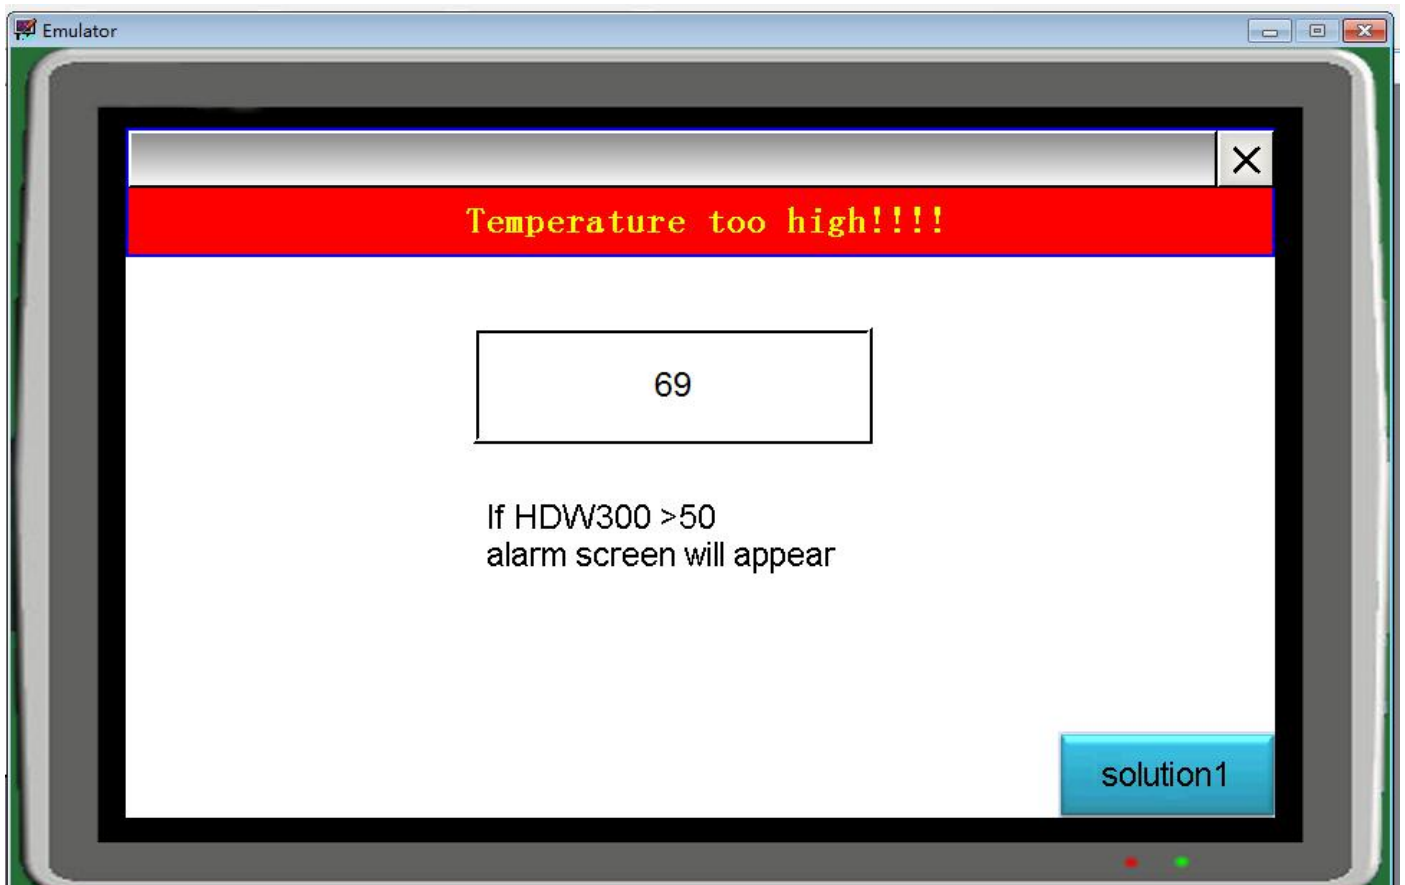 Emulator
Temperature too high!!!!
69
If HDW300 >50
alarm screen will appear
solution1